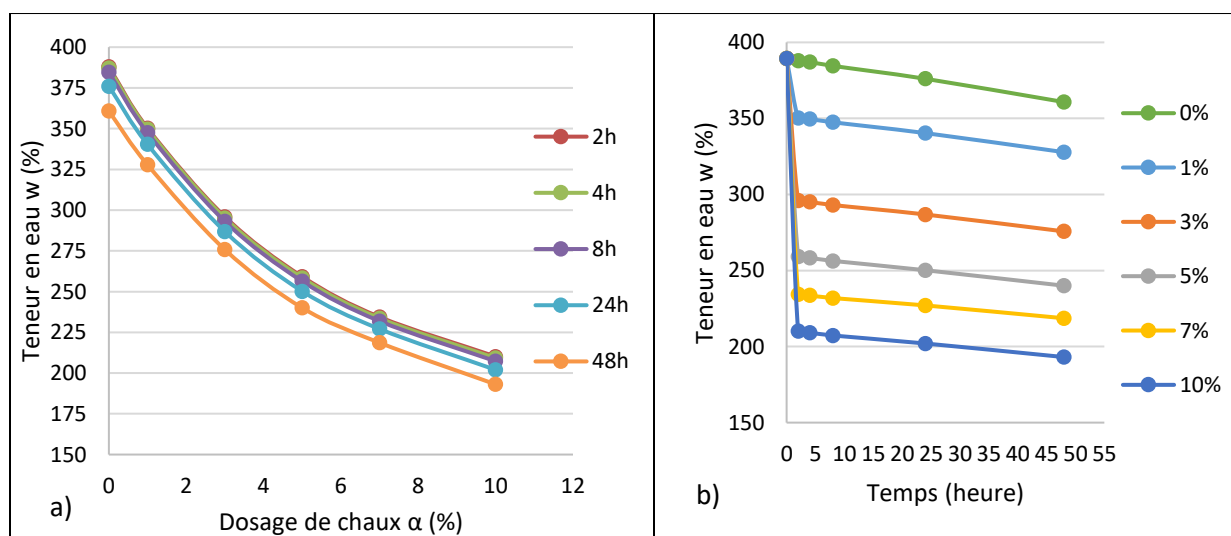 400
375
350
325
300
275
250
225
200
175
150
0 2 4 6 8 10 12
Teneur en eau w (%)
Dosage de chaux α (%)
a)
2h
4h
8h
24h
48h
400
350
300
250
200
150
0 5 10 15 20 25 30 35 40 45 50 55
Teneur en eau w (%)
Temps (heure)
b)
0%
1%
3%
5%
7%
10%